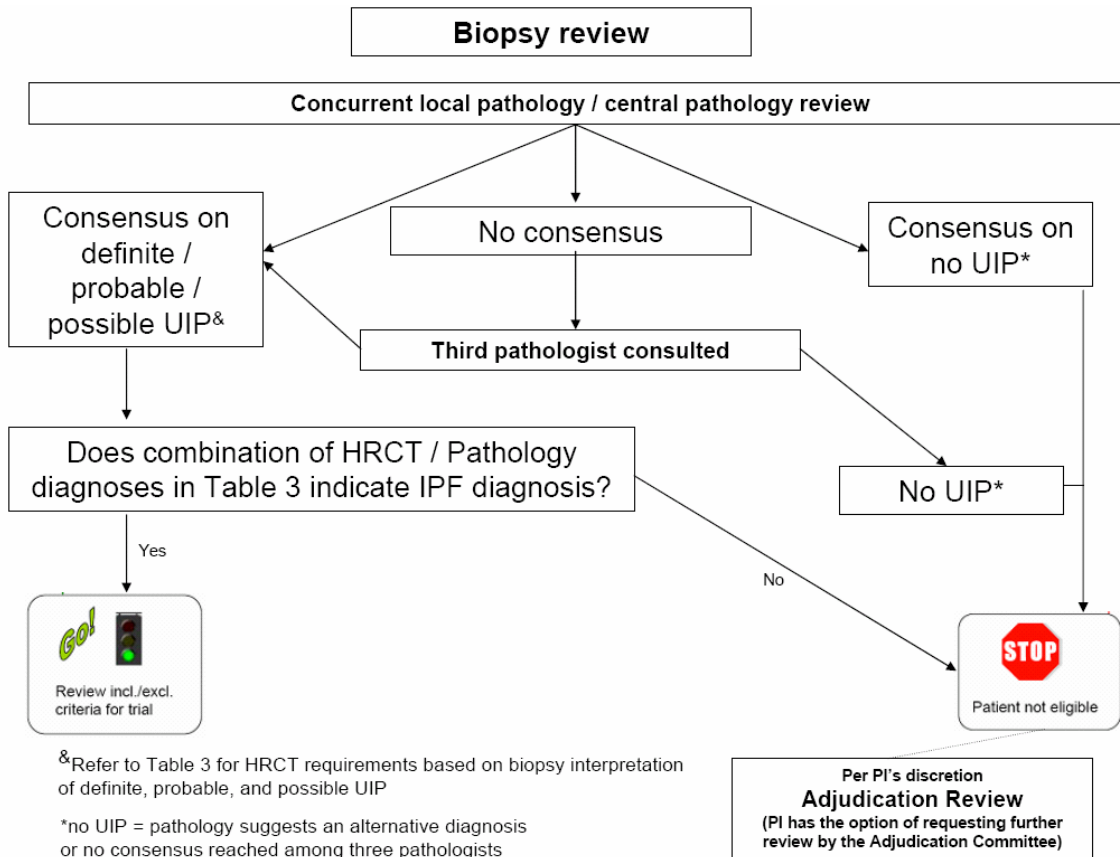 Biopsy review
Concurrent local pathology / central pathology review
Consensus on
definite /
probable /
possible UIP&
No consensus
Consensus on
no UIP*
Third pathologist consulted
Does combination of HRCT / Pathology
diagnoses in Table 3 indicate IPF diagnosis?
No UIP*
Yes
No
GO!
Review incl./excl.
criteria for trial
STOP
Patient not eligible
&Refer to Table 3 for HRCT requirements based on biopsy interpretation
of definite, probable, and possible UIP
*no UIP = pathology suggests an alternative diagnosis
or no consensus reached among three pathologists
Per PI's discretion
Adjudication Review
(PI has the option of requesting further
review by the Adjudication Committee)